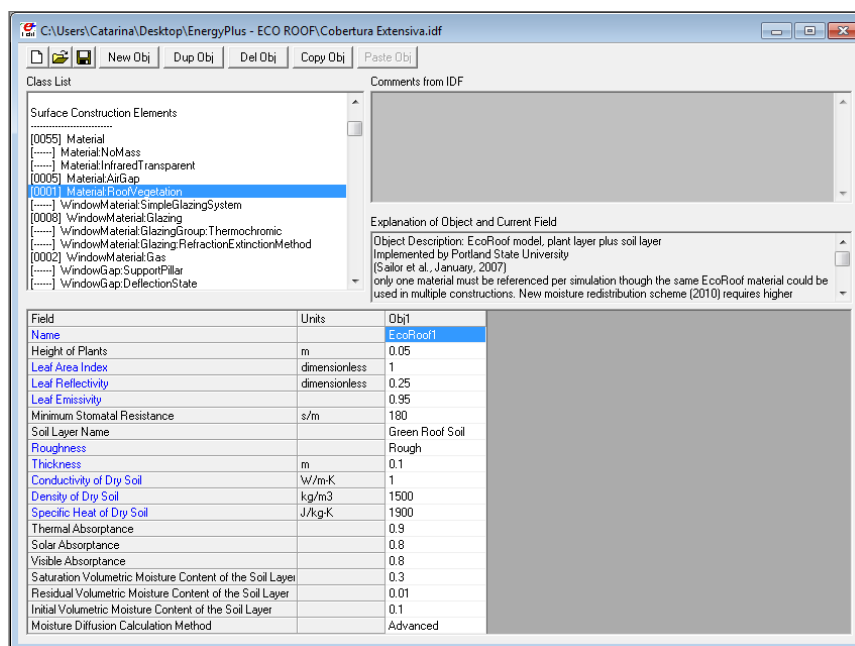 C:\Users\Catarina\Desktop\EnergyPlus - ECO ROOF\Cobertura Extensiva.idf
New Obj Dup Obj Del Obj Copy Obj Paste Obj
Class List
Comments from IDF
Surface Construction Elements
----------------------------
[0055] Material
[------] Material:NoMass
[------] Material:InfraredTransparent
[0005] Material:AirGap
[0001] Material:RoofVegetation
[------] WindowMaterial:SimpleGlazingSystem
[0008] WindowMaterial:Glazing
[------] WindowMaterial:GlazingGroup:Thermochromic
[------] WindowMaterial:Glazing:RefractionExtinctionMethod
[0002] WindowMaterial:Gas
[------] WindowGap:SupportPillar
[------] WindowGap:DeflectionState
Explanation of Object and Current Field
Object Description: EcoRoof model, plant layer plus soil layer
Implemented by Portland State University
(Sailor et al., January, 2007)
only one material must be referenced per simulation though the same EcoRoof material could be
used in multiple constructions. New moisture redistribution scheme (2010) requires higher
Field Units Obj1
Name EcoRoof1
Height of Plants m 0.05
Leaf Area Index dimensionless 1
Leaf Reflectivity dimensionless 0.25
Leaf Emissivity 0.95
Minimum Stomatal Resistance s/m 180
Soil Layer Name Green Roof Soil
Roughness Rough
Thickness m 0.1
Conductivity of Dry Soil W/m-K 1
Density of Dry Soil kg/m3 1500
Specific Heat of Dry Soil J/kg-K 1900
Thermal Absorptance 0.9
Solar Absorptance 0.8
Visible Absorptance 0.8
Saturation Volumetric Moisture Content of the Soil Layer 0.3
Residual Volumetric Moisture Content of the Soil Layer 0.01
Initial Volumetric Moisture Content of the Soil Layer 0.1
Moisture Diffusion Calculation Method Advanced